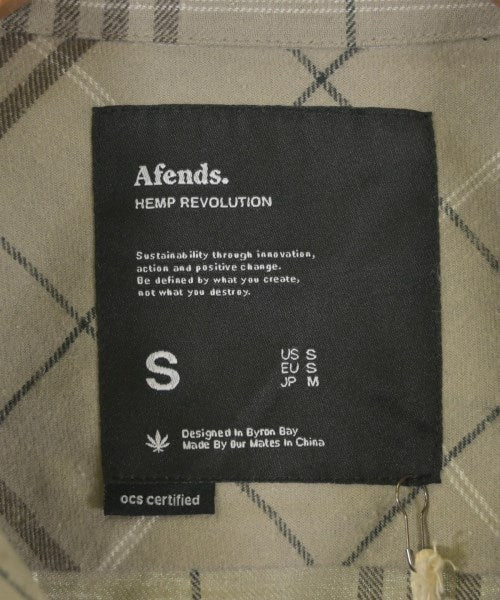 Afends.
HEMP REVOLUTION
Sustainability through innovation,
action and positive change.
Be defined by what you create,
not what you destroy.
S
US S
EU S
JP M
Designed In Byron Bay
Made By Our Mates In China
ocs certified